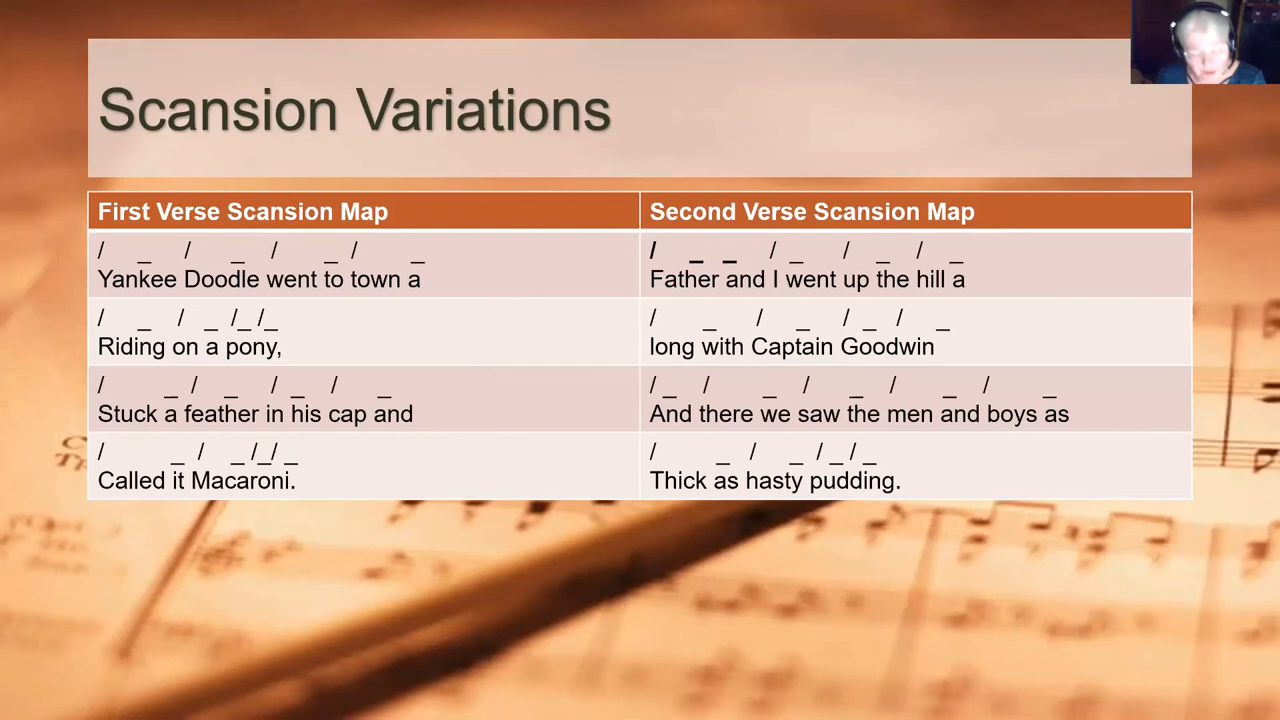 Scansion Variations
First Verse Scansion Map
Second Verse Scansion Map
/ _ / _ / _ / _
Yankee Doodle went to town a
/ _ _ / _ / _ / _
Father and I went up the hill a
/ _ / _ /_ /_
Riding on a pony,
/ _ / _ / _ / _
long with Captain Goodwin
/ _ / _ / _ / _
Stuck a feather in his cap and
/ _ / _ / _ / _ / _
And there we saw the men and boys as
/ _ / _ /_/ _
Called it Macaroni.
/ _ / _ / _ / _
Thick as hasty pudding.